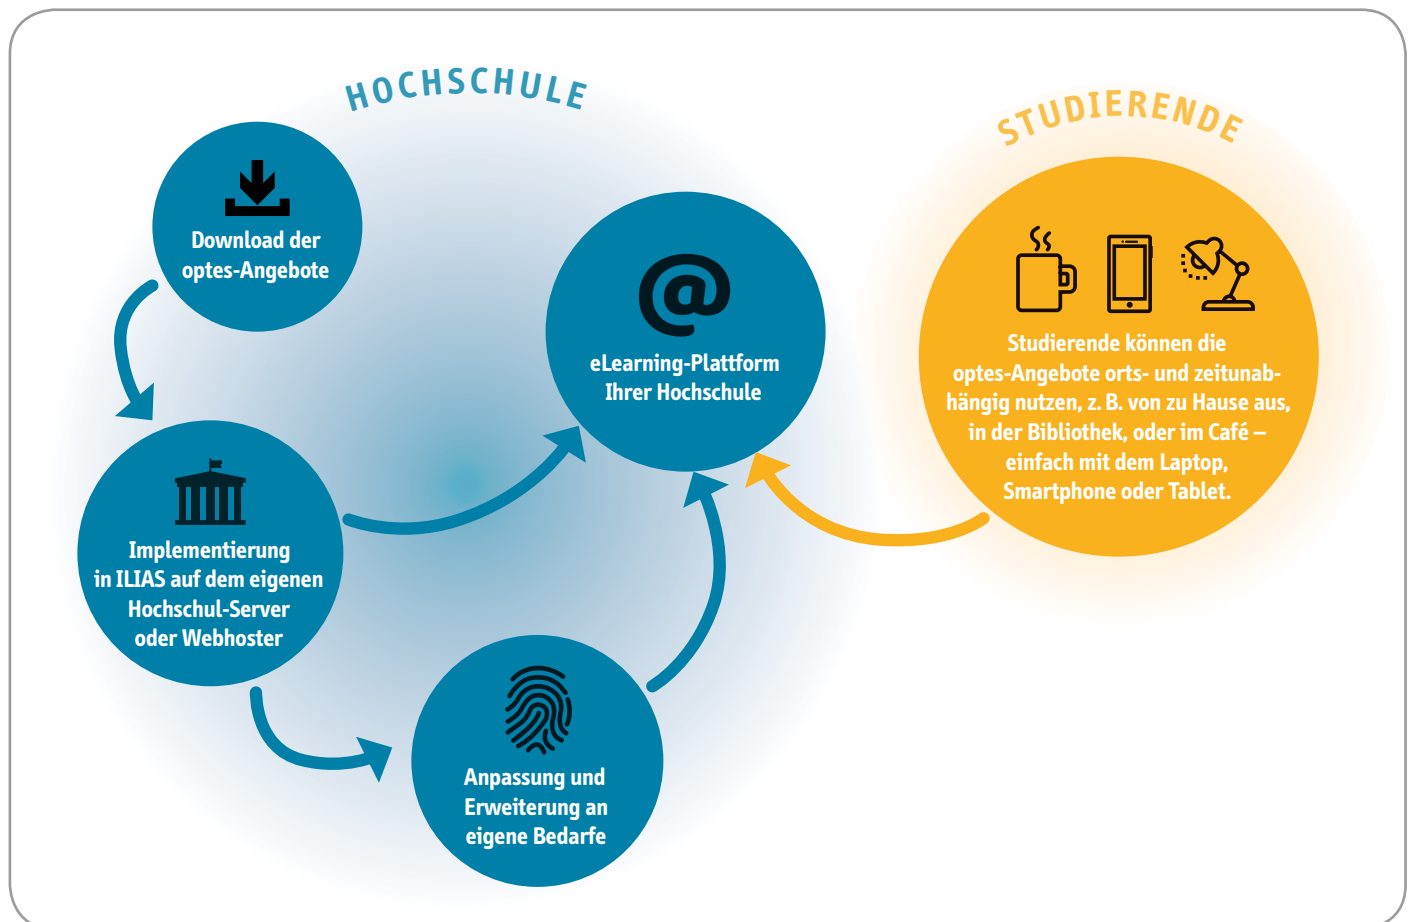 HOCHSCHULE
Download der
optes-Angebote
Implementierung
in ILIAS auf dem eigenen
Hochschul-Server
oder Webhoster
Anpassung und
Erweiterung an
eigene Bedarfe
@
eLearning-Plattform
Ihrer Hochschule
STUDIERENDE
Studierende können die
optes-Angebote orts- und zeitunab-
hängig nutzen, z. B. von zu Hause aus,
in der Bibliothek, oder im Café –
einfach mit dem Laptop,
Smartphone oder Tablet.